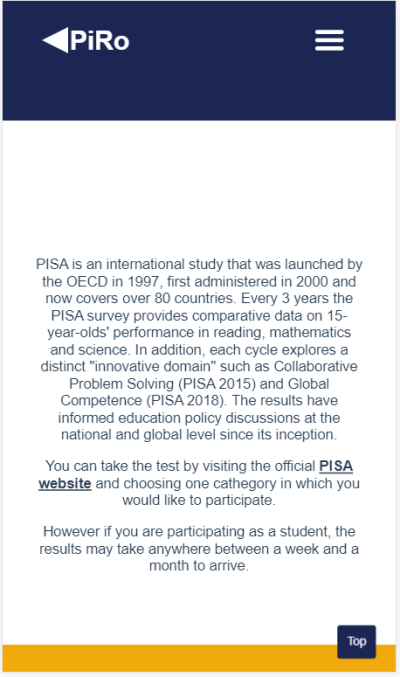 PiRo
PISA is an international study that was launched by
the OECD in 1997, first administered in 2000 and
now covers over 80 countries. Every 3 years the
PISA survey provides comparative data on 15-
year-olds' performance in reading, mathematics
and science. In addition, each cycle explores a
distinct "innovative domain" such as Collaborative
Problem Solving (PISA 2015) and Global
Competence (PISA 2018). The results have
informed education policy discussions at the
national and global level since its inception.
You can take the test by visiting the official PISA
website and choosing one cathegory in which you
would like to participate.
However if you are participating as a student, the
results may take anywhere between a week and a
month to arrive.
Top